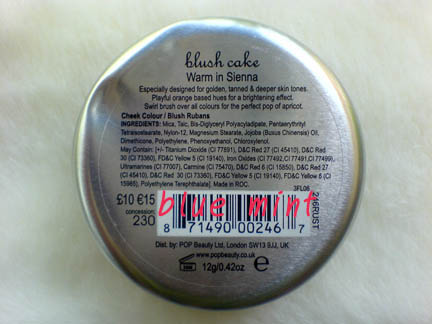 blush cake
Warm in Sienna
Especially designed for golden, tanned & deeper skin tones.
Playful orange based hues for a brightening effect.
Swirl brush over all colours for the perfect pop of apricot.
Cheek Colour / Blush Rubans
INGREDIENTS: Mica, Talc, Bis-Diglyceryl Polyacyladipate, Pentaerythrityl
Tetraisostearate, Nylon-12, Magnesium Stearate, Jojoba (Buxus Chinensis) Oil,
Dimethicone, Polyethylene, Phenoxyethanol, Chloroxylenol.
May Contain: [+/- Titanium Dioxide (CI 77891), D&C Red 27 (CI 45410), D&C Red
30 (CI 73360), FD&C Yellow 5 (CI 19140), Iron Oxides (CI 77492, CI 77491, CI 77499),
Ultramarines (CI 77007), Carmine (CI 75470), D&C Red 6 (CI 15850), D&C Red 27 (CI
45410), D&C Red 30 (CI 73360), FD&C Yellow 5 (CI 19140), FD&C Yellow 6 (CI
15985), Polyethylene Terephthalate]. Made in ROC.
3FL06
£10 €15
concession:
230
blue mint
216RUST
8 71490 00246 7
Dist. by: POP Beauty Ltd, London SW13 9JJ, UK
www.popbeauty.co.uk
12g/0.42oz e